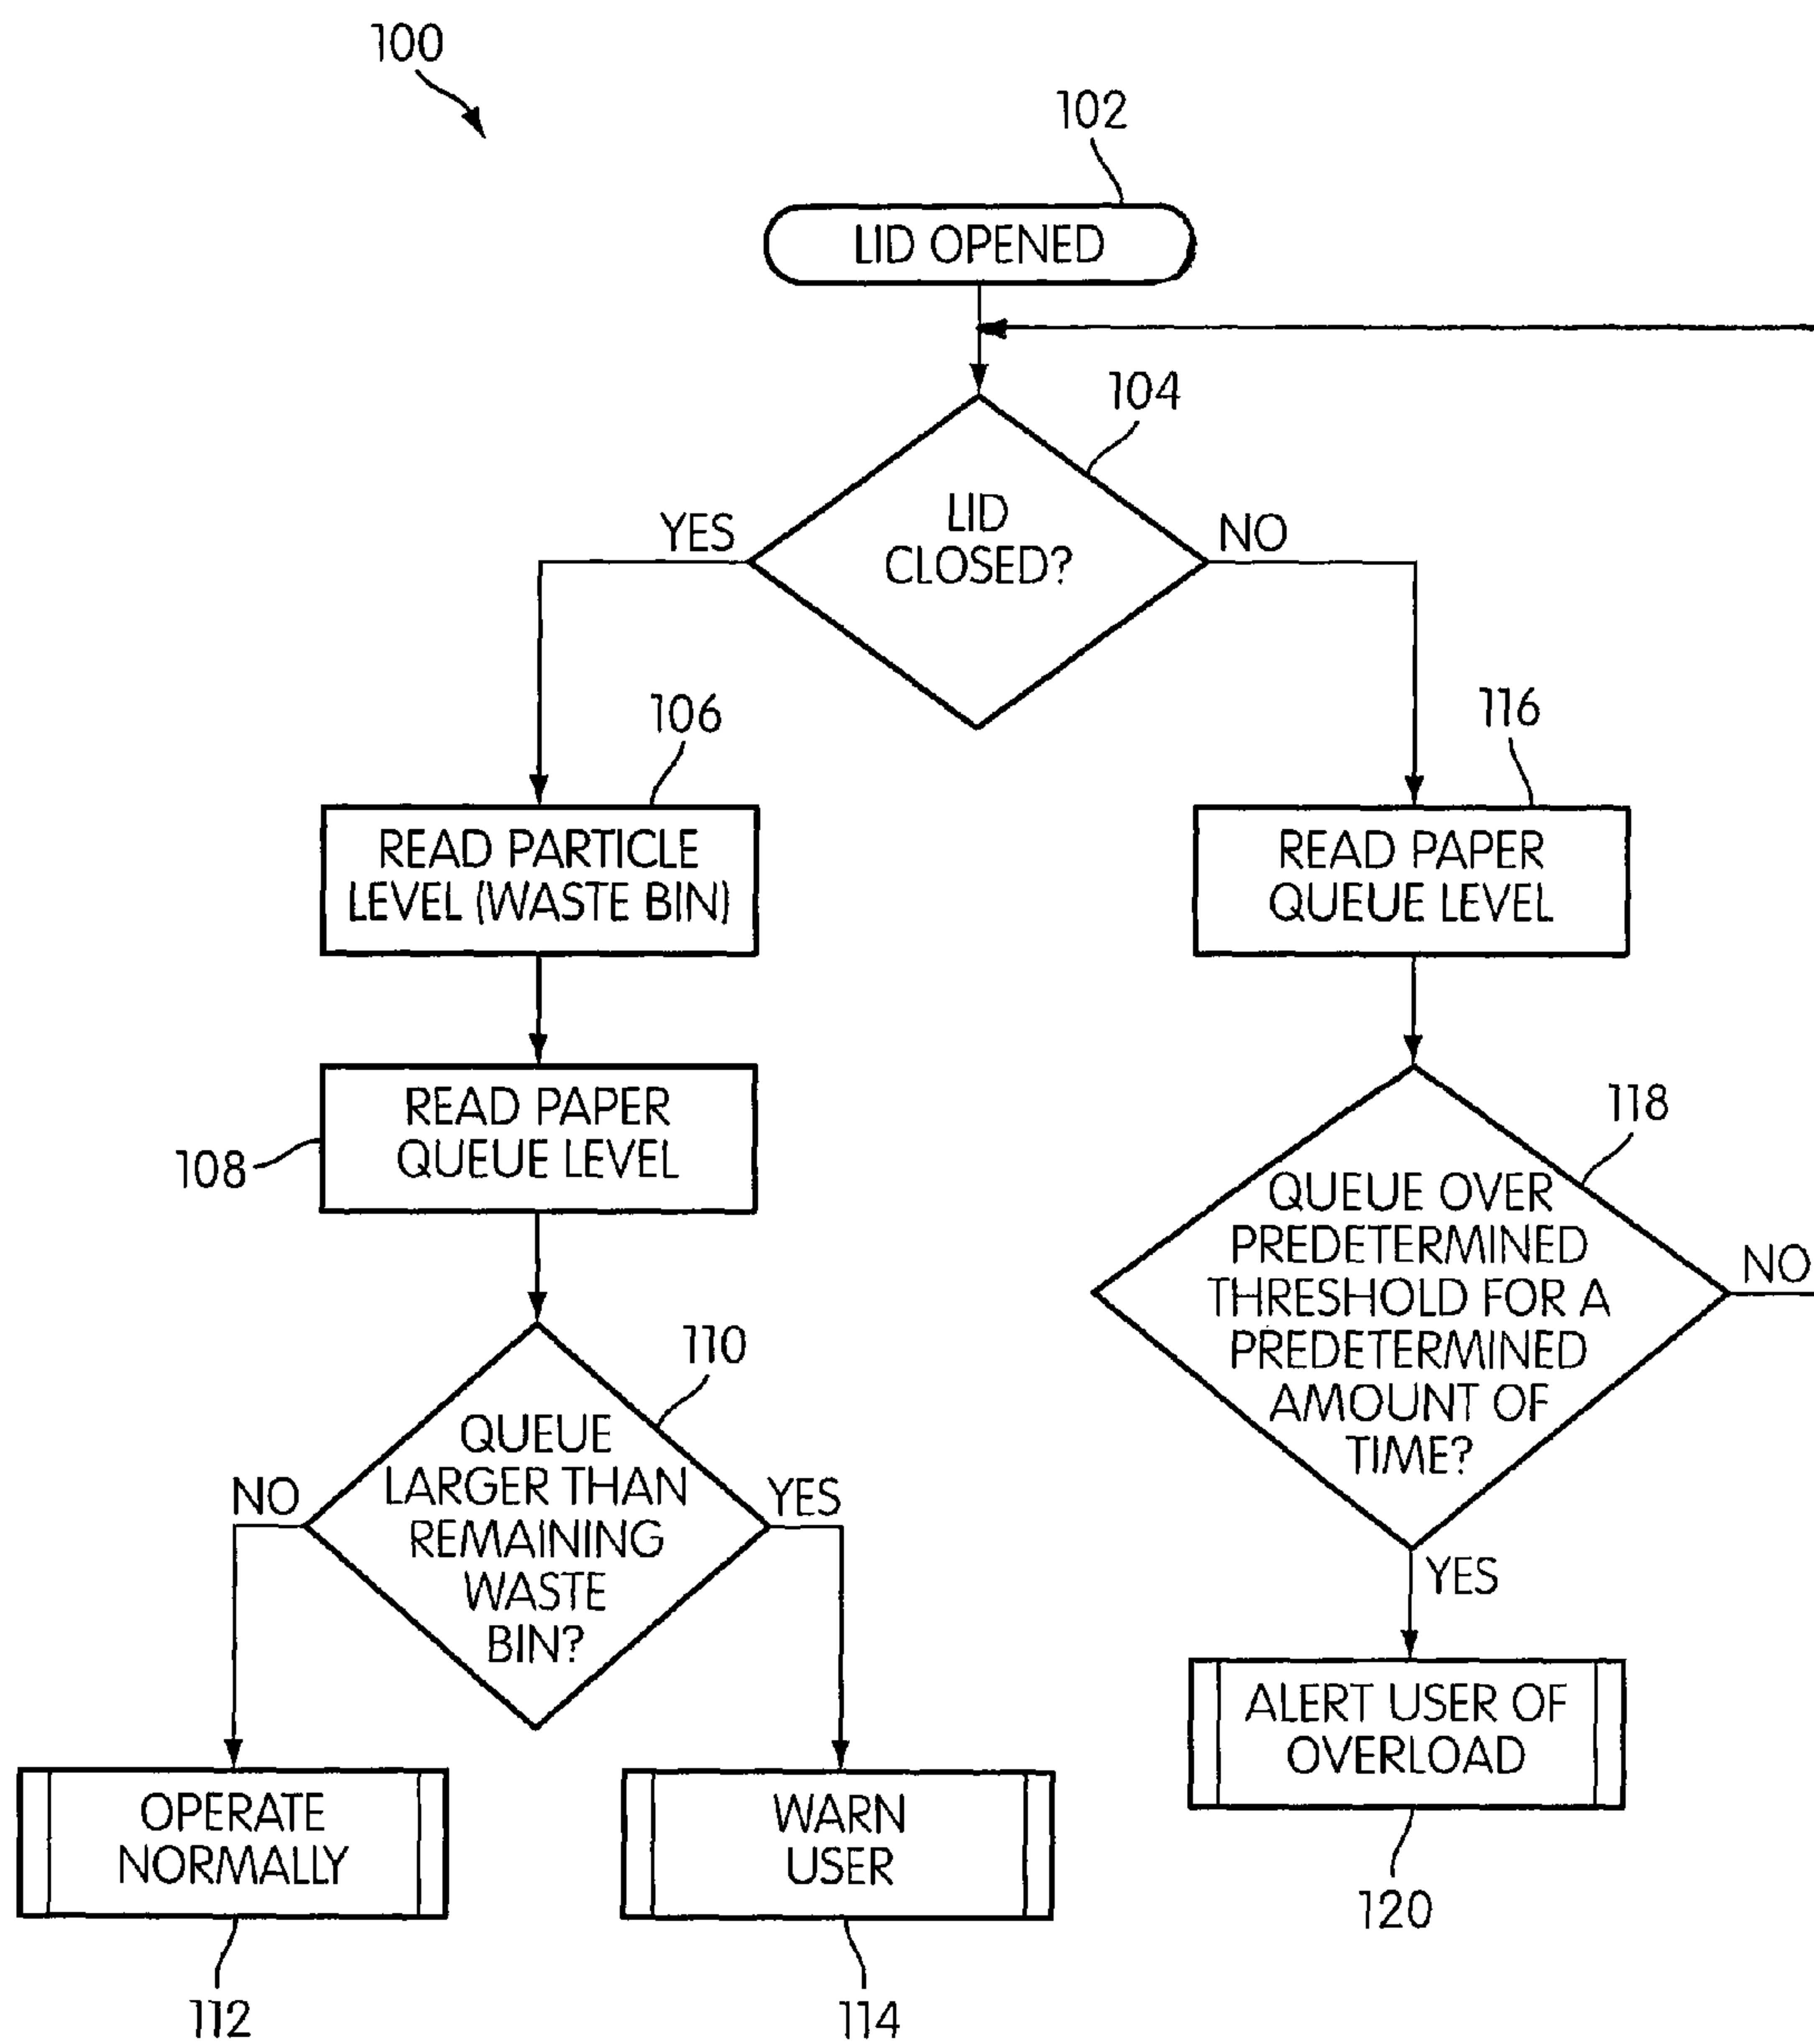 100
102
LID OPENED
104
LID
CLOSED?
YES
NO
106
READ PARTICLE
LEVEL (WASTE BIN)
108
READ PAPER
QUEUE LEVEL
110
QUEUE
LARGER THAN
REMAINING
WASTE
BIN?
NO
YES
OPERATE
NORMALLY
112
WARN
USER
114
116
READ PAPER
QUEUE LEVEL
118
QUEUE OVER
PREDETERMINED
THRESHOLD FOR A
PREDETERMINED
AMOUNT OF
TIME?
NO
YES
ALERT USER OF
OVERLOAD
120